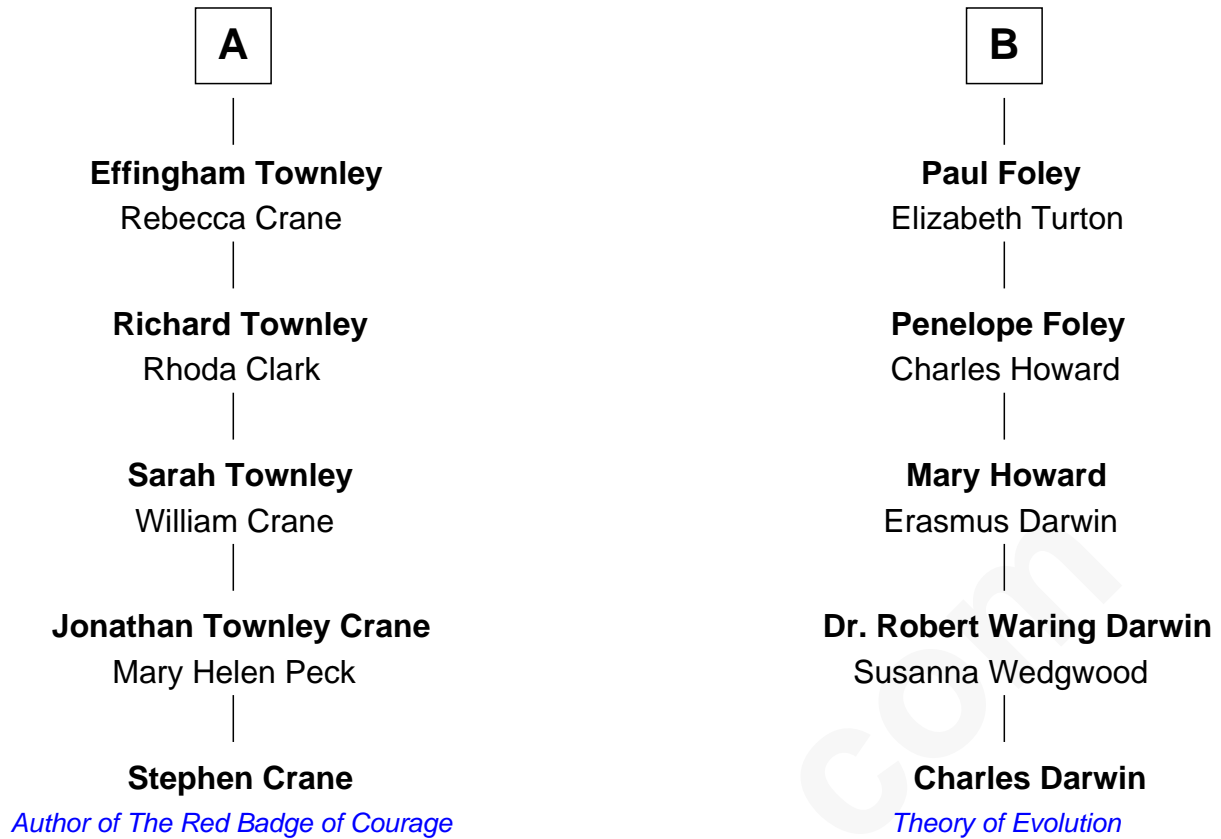 A
Effingham Townley
Rebecca Crane
Richard Townley
Rhoda Clark
Sarah Townley
William Crane
Jonathan Townley Crane
Mary Helen Peck
Stephen Crane
Author of The Red Badge of Courage
B
Paul Foley
Elizabeth Turton
Penelope Foley
Charles Howard
Mary Howard
Erasmus Darwin
Dr. Robert Waring Darwin
Susanna Wedgwood
Charles Darwin
Theory of Evolution
com